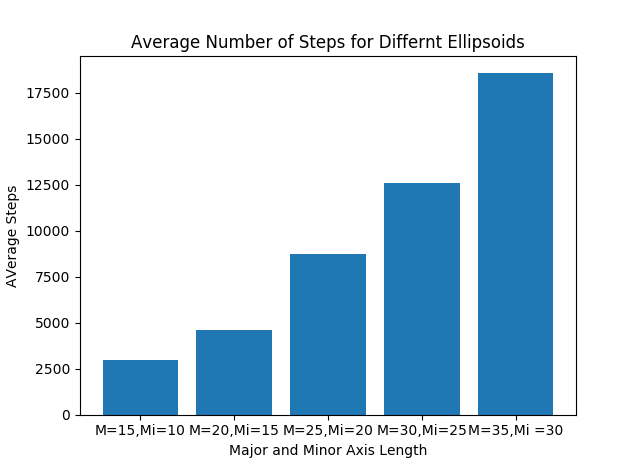 Average Number of Steps for Differnt Ellipsoids
17500
15000
12500
10000
7500
5000
2500
0
AVerage Steps
M=15,Mi=10 M=20,Mi=15 M=25,Mi=20 M=30,Mi=25 M=35,Mi =30
Major and Minor Axis Length